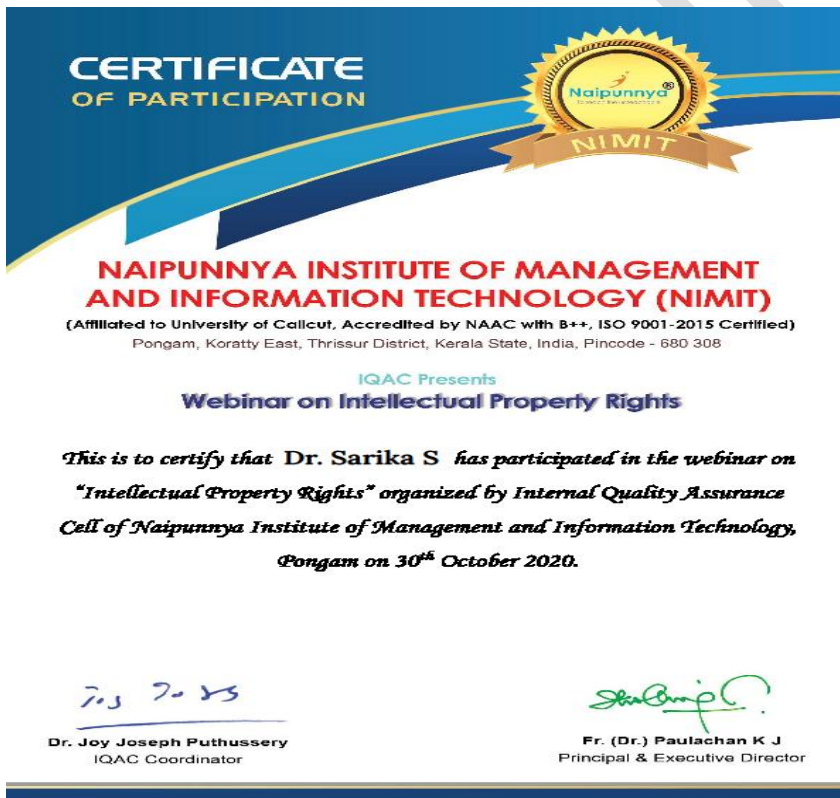 CERTIFICATE
OF PARTICIPATION
Naipunnya®
NIMIT
NAIPUNNYA INSTITUTE OF MANAGEMENT
AND INFORMATION TECHNOLOGY (NIMIT)
(Affiliated to University of Calicut, Accredited by NAAC with B++, ISO 9001-2015 Certified)
Pongam, Koratty East, Thrissur District, Kerala State, India, Pincode - 680 308
IQAC Presents
Webinar on Intellectual Property Rights
This is to certify that Dr. Sarika S has participated in the webinar on
"Intellectual Property Rights" organized by Internal Quality Assurance
Cell of Naipunnya Institute of Management and Information Technology,
Pongam on 30th October 2020.
Dr. Joy Joseph Puthussery
IQAC Coordinator
Fr. (Dr.) Paulachan K J
Principal & Executive Director